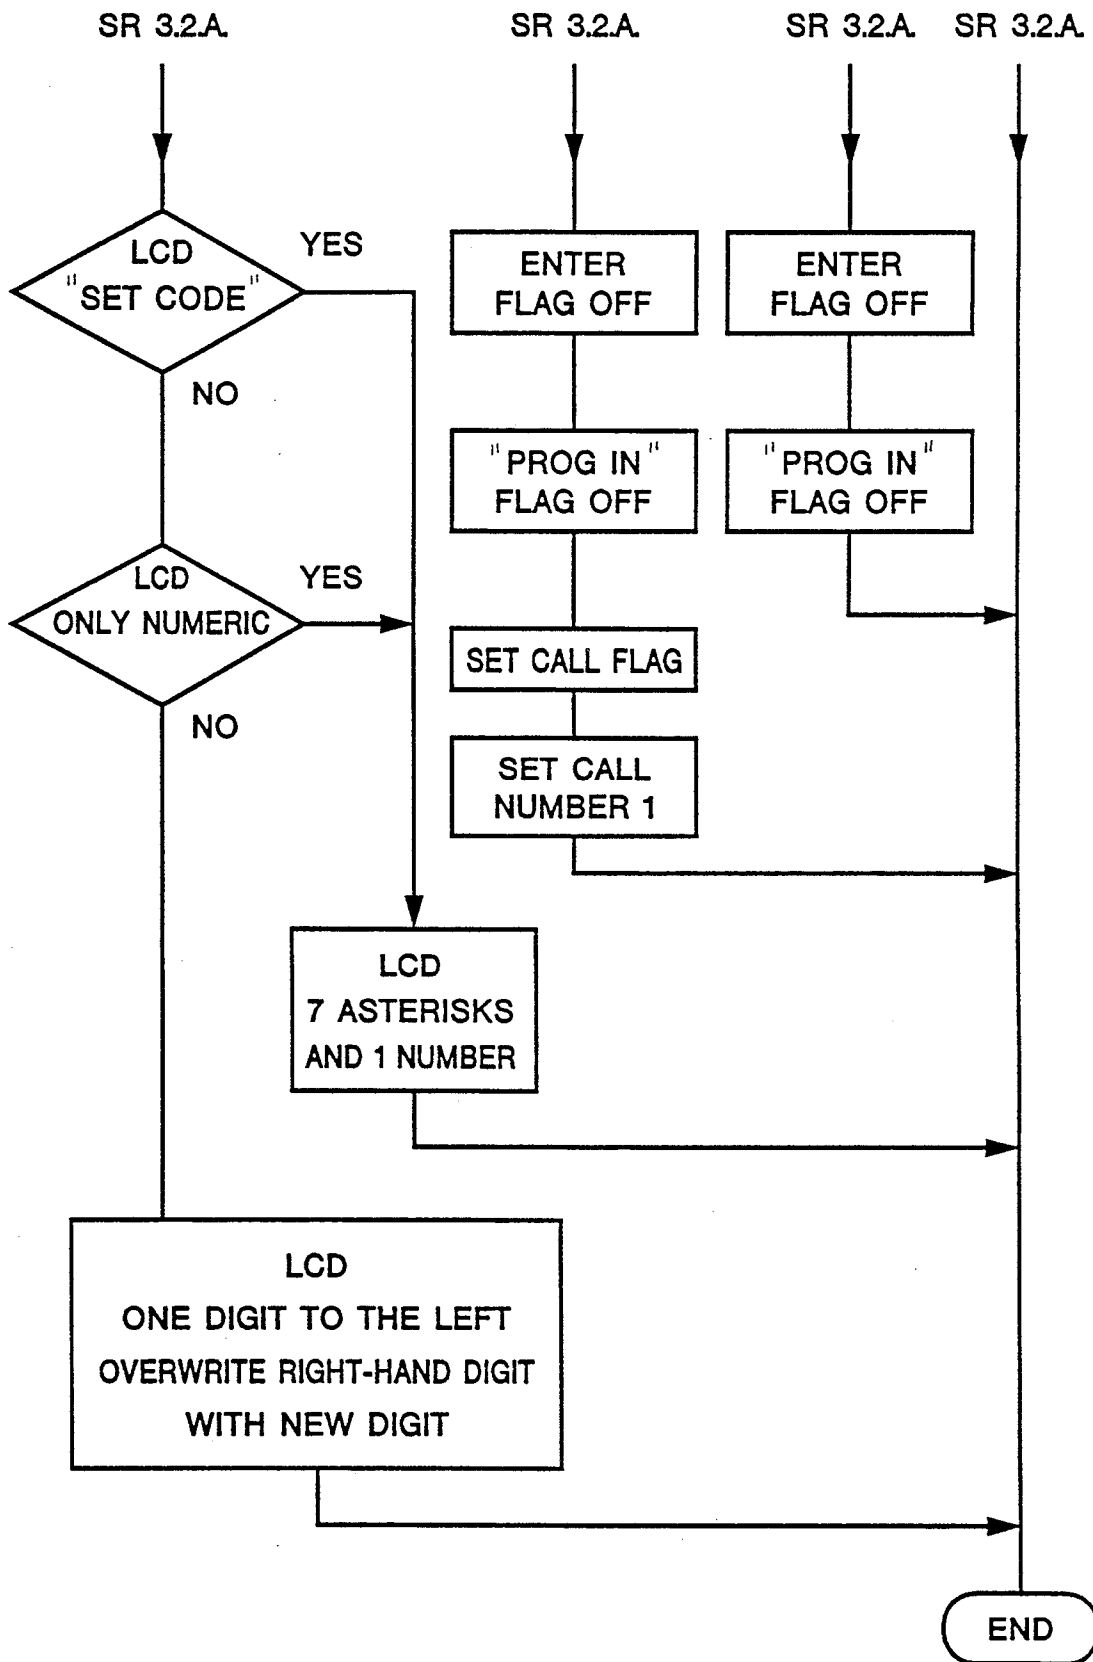 SR 3.2.A.
SR 3.2.A.
SR 3.2.A.
SR 3.2.A.
LCD
"SET CODE"
YES
NO
LCD
ONLY NUMERIC
YES
NO
ENTER
FLAG OFF
"PROG IN"
FLAG OFF
SET CALL FLAG
SET CALL
NUMBER 1
ENTER
FLAG OFF
"PROG IN"
FLAG OFF
LCD
7 ASTERISKS
AND 1 NUMBER
LCD
ONE DIGIT TO THE LEFT
OVERWRITE RIGHT-HAND DIGIT
WITH NEW DIGIT
END